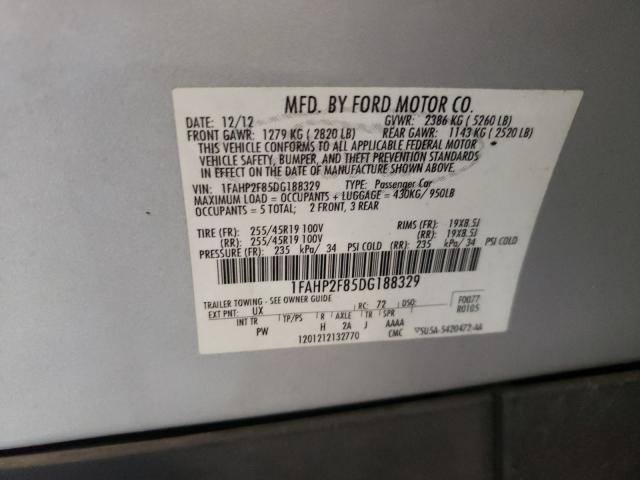 MFD. BY FORD MOTOR CO.
DATE: 12/12 GVWR: 2386 KG ( 5260 LB)
FRONT GAWR: 1279 KG ( 2820 LB) REAR GAWR: 1143 KG ( 2520 LB)
THIS VEHICLE CONFORMS TO ALL APPLICABLE FEDERAL MOTOR
VEHICLE SAFETY, BUMPER, AND THEFT PREVENTION STANDARDS
IN EFFECT ON THE DATE OF MANUFACTURE SHOWN ABOVE.
VIN: 1FAHP2F85DG188329 TYPE: Passenger Car
MAXIMUM LOAD = OCCUPANTS + LUGGAGE = 430KG/ 950LB
OCCUPANTS = 5 TOTAL; 2 FRONT, 3 REAR
TIRE (FR): 255/45R19 100V RIMS (FR): 19X8.5J
(RR): 255/45R19 100V (RR): 19X8.5J
PRESSURE (FR): 235 kPa/ 34 PSI COLD (RR): 235 kPa/ 34 PSI COLD
1FAHP2F85DG188329
TRAILER TOWING - SEE OWNER GUIDE
EXT PNT: UX RC: 72 DSO: F0077
R0105
INT TR TP/PS R AXLE TR SPR
PW H 2A J AAAA
1201212132770 CMC 5U5A-5420472-AA